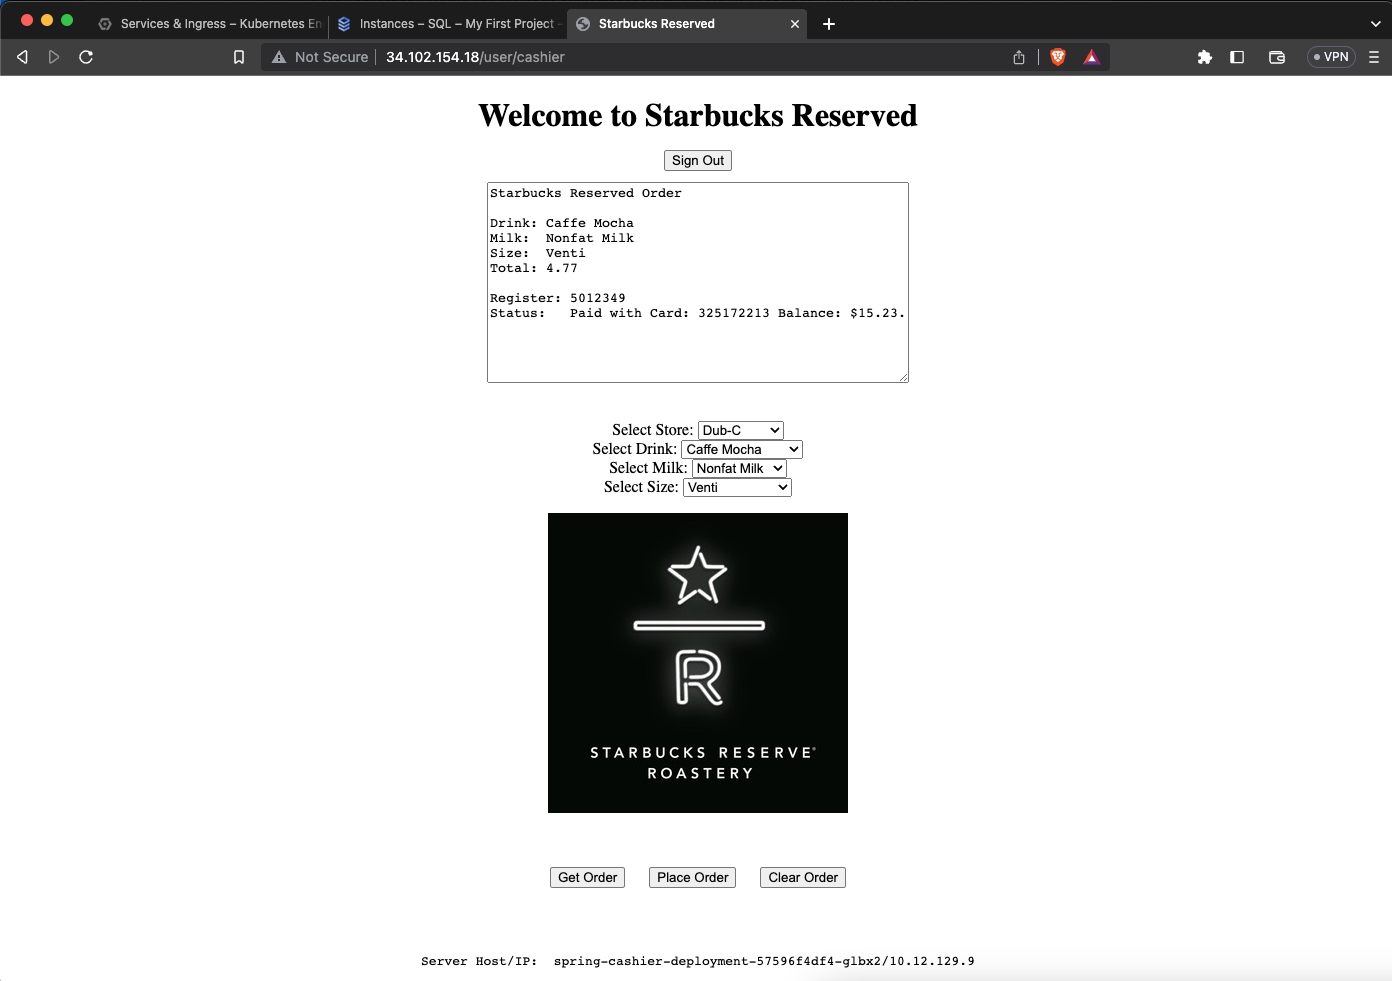 Services & Ingress – Kubernetes En
Instances – SQL – My First Project –
Starbucks Reserved
Not Secure
34.102.154.18/user/cashier
VPN
Welcome to Starbucks Reserved
Sign Out
Starbucks Reserved Order
Drink: Caffe Mocha
Milk:  Nonfat Milk
Size:  Venti
Total: 4.77
Register: 5012349
Status:   Paid with Card: 325172213 Balance: $15.23.
Select Store: Dub-C
Select Drink: Caffe Mocha
Select Milk: Nonfat Milk
Select Size: Venti
R
STARBUCKS RESERVE®
ROASTERY
Get Order
Place Order
Clear Order
Server Host/IP:  spring-cashier-deployment-57596f4df4-glbx2/10.12.129.9